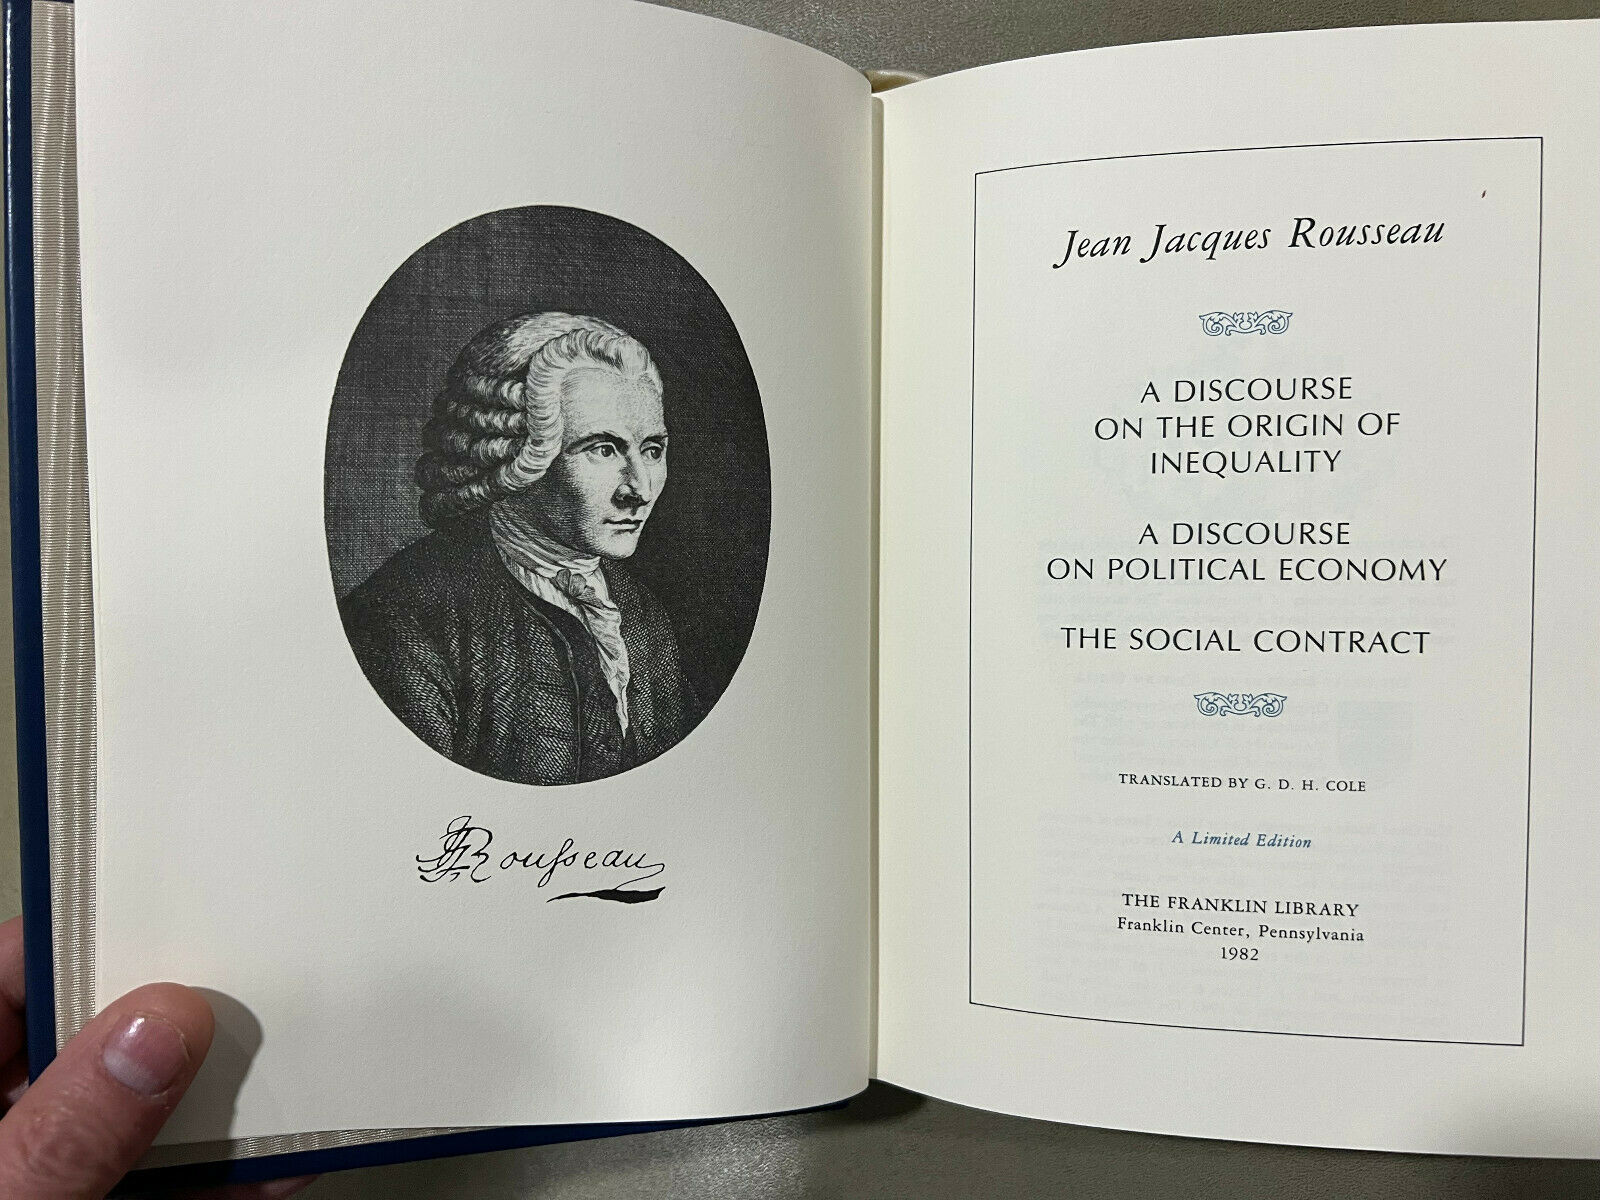 JJRousseau
Jean Jacques Rousseau
A DISCOURSE
ON THE ORIGIN OF
INEQUALITY
A DISCOURSE
ON POLITICAL ECONOMY
THE SOCIAL CONTRACT
TRANSLATED BY G. D. H. COLE
A Limited Edition
THE FRANKLIN LIBRARY
Franklin Center, Pennsylvania
1982